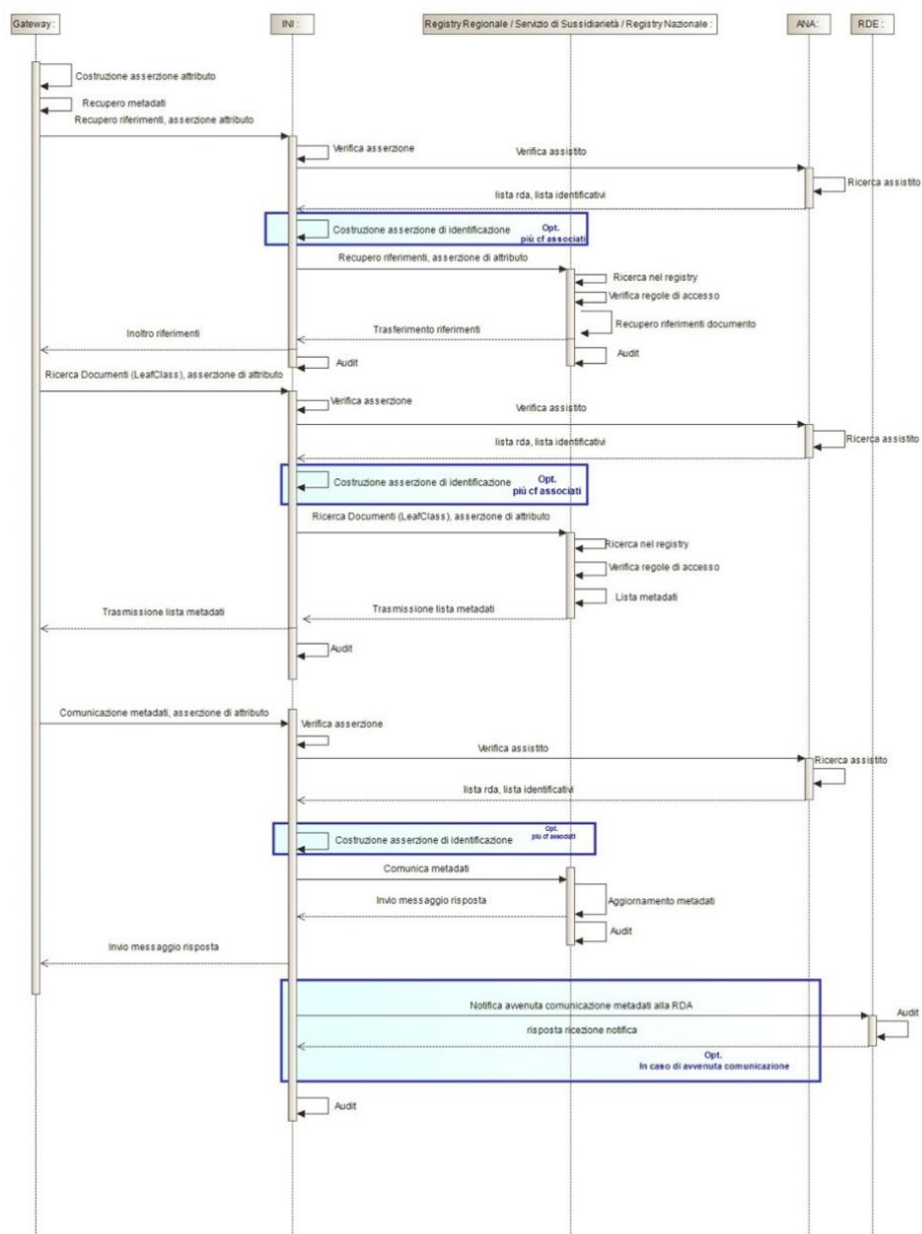 Gateway :
INI :
Registry Regionale / Servizio di Sussidiarietà / Registry Nazionale :
ANA :
RDE :
Costruzione asserzione attributo
Recupero metadati
Recupero riferimenti, asserzione attributo
Verifica asserzione
Verifica assistito
Ricerca assistito
lista rda, lista identificativi
Costruzione asserzione di identificazione
Opt.
più cf associati
Recupero riferimenti, asserzione di attributo
Ricerca nel registry
Verifica regole di accesso
Recupero riferimenti documento
Trasferimento riferimenti
Inoltro riferimenti
Audit
Audit
Ricerca Documenti (LeafClass), asserzione di attributo
Verifica asserzione
Verifica assistito
Ricerca assistito
lista rda, lista identificativi
Costruzione asserzione di identificazione
Opt.
più cf associati
Ricerca Documenti (LeafClass), asserzione di attributo
Ricerca nel registry
Verifica regole di accesso
Lista metadati
Trasmissione lista metadati
Trasmissione lista metadati
Audit
Comunicazione metadati, asserzione di attributo
Verifica asserzione
Verifica assistito
Ricerca assistito
lista rda, lista identificativi
Costruzione asserzione di identificazione
Opt.
più cf associati
Comunica metadati
Aggiornamento metadati
Invio messaggio risposta
Audit
Invio messaggio risposta
Notifica avvenuta comunicazione metadati alla RDA
Audit
risposta ricezione notifica
Opt.
In caso di avvenuta comunicazione
Audit